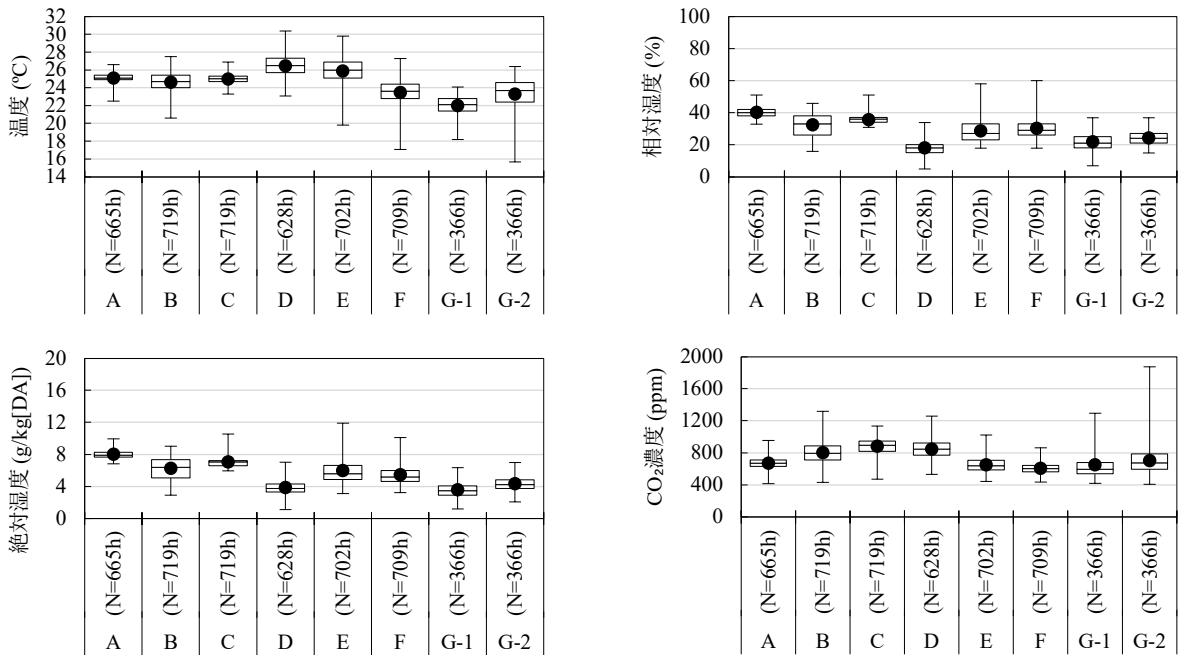 温度 (ºC)
32
30
28
26
24
22
20
18
16
14
(N=665h)
(N=719h)
(N=719h)
(N=628h)
(N=702h)
(N=709h)
(N=366h)
(N=366h)
A B C D E F G-1 G-2
相対湿度 (%)
100
80
60
40
20
0
(N=665h)
(N=719h)
(N=719h)
(N=628h)
(N=702h)
(N=709h)
(N=366h)
(N=366h)
A B C D E F G-1 G-2
絶対湿度 (g/kg[DA])
20
16
12
8
4
0
(N=665h)
(N=719h)
(N=719h)
(N=628h)
(N=702h)
(N=709h)
(N=366h)
(N=366h)
A B C D E F G-1 G-2
CO₂濃度 (ppm)
2000
1600
1200
800
400
0
(N=665h)
(N=719h)
(N=719h)
(N=628h)
(N=702h)
(N=709h)
(N=366h)
(N=366h)
A B C D E F G-1 G-2